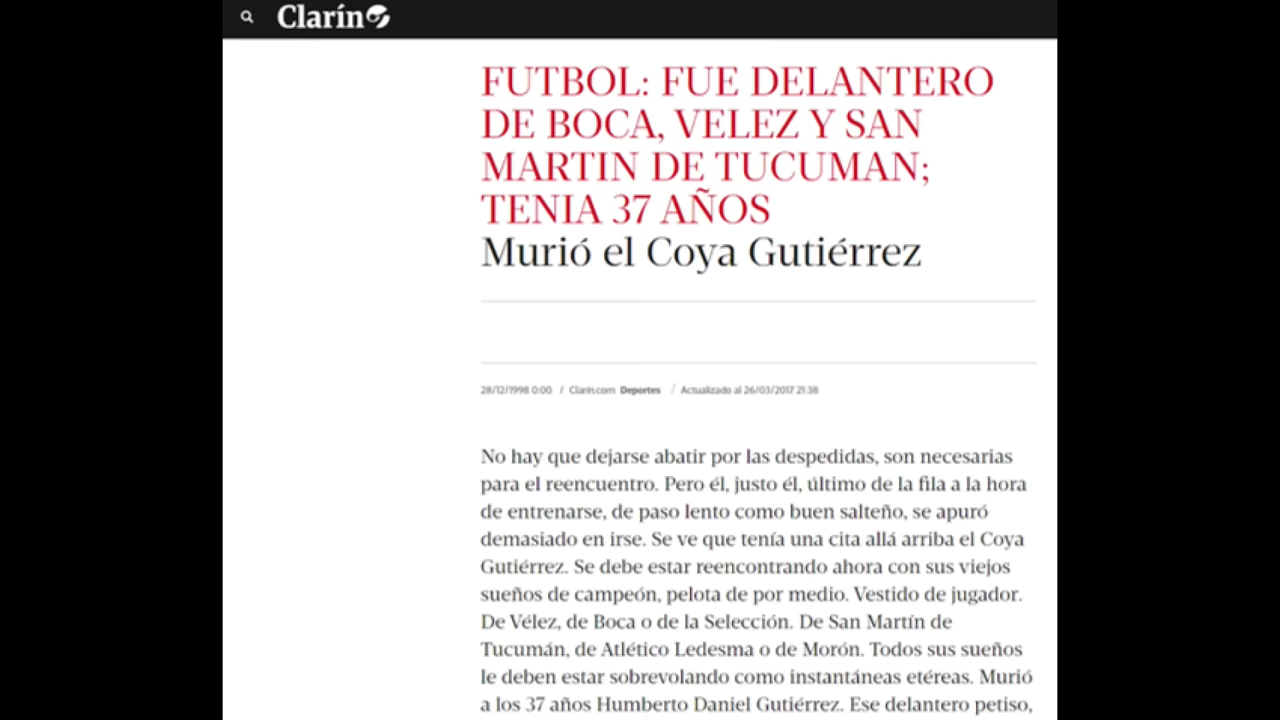 Clarín
FUTBOL: FUE DELANTERO
DE BOCA, VELEZ Y SAN
MARTIN DE TUCUMAN;
TENIA 37 AÑOS
Murió el Coya Gutiérrez
28/12/1998 0:00 / Clarín.com Deportes / Actualizado al 26/03/2017 21:38
No hay que dejarse abatir por las despedidas, son necesarias
para el reencuentro. Pero él, justo él, último de la fila a la hora
de entrenarse, de paso lento como buen salteño, se apuró
demasiado en irse. Se ve que tenía una cita allá arriba el Coya
Gutiérrez. Se debe estar reencontrando ahora con sus viejos
sueños de campeón, pelota de por medio. Vestido de jugador.
De Vélez, de Boca o de la Selección. De San Martín de
Tucumán, de Atlético Ledesma o de Morón. Todos sus sueños
le deben estar sobrevolando como instantáneas etéreas. Murió
a los 37 años Humberto Daniel Gutiérrez. Ese delantero petiso,